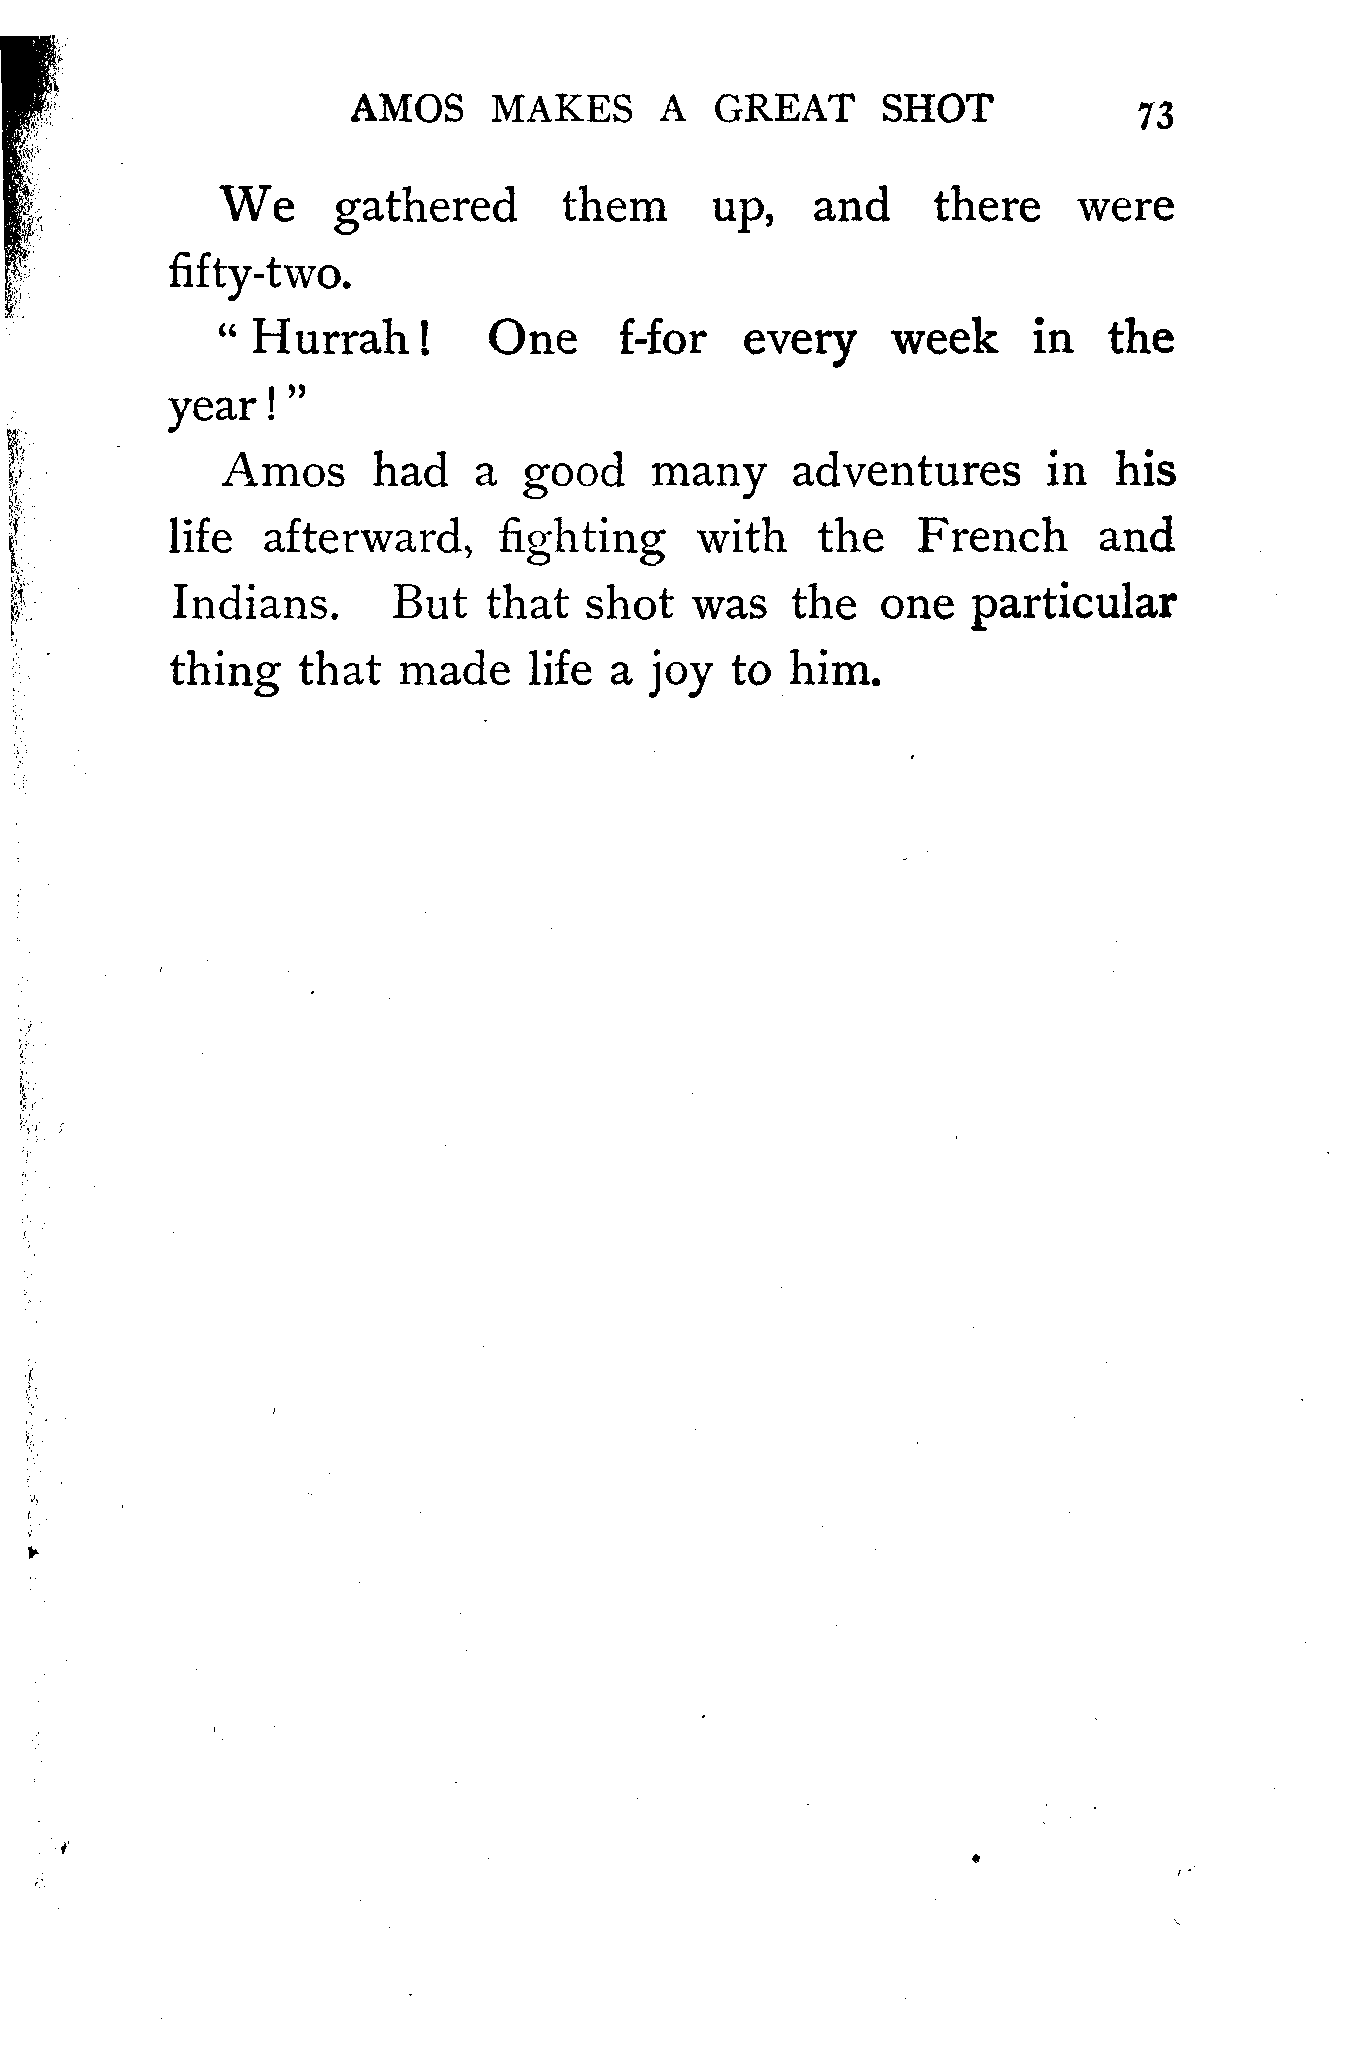 AMOS MAKES A GREAT SHOT 73
We gathered them up, and there were
fifty-two.
“ Hurrah! One f-for every week in the
year!”
Amos had a good many adventures in his
life afterward, fighting with the French and
Indians. But that shot was the one particular
thing that made life a joy to him.